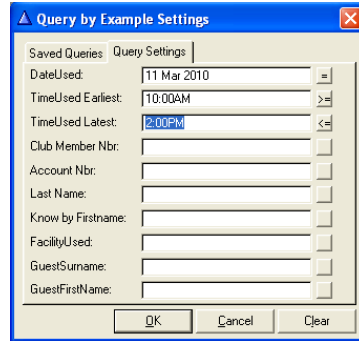 Query by Example Settings
Saved Queries Query Settings
DateUsed: 11 Mar 2010 =
TimeUsed Earliest: 10:00AM >=
TimeUsed Latest: 2:00PM <=
Club Member Nbr:
Account Nbr:
Last Name:
Know by Firstname:
FacilityUsed:
GuestSurname:
GuestFirstName:
OK Cancel Clear